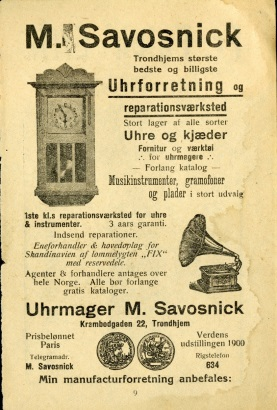 M. Savosnick
Trondhjems største
bedste og billigste
Uhrforretning og
reparationsværksted
Stort lager af alle sorter
Uhre og kjæder
Fornitur og værktøi
∴ for uhrmagere ∴
— Forlang katalog —
Musikinstrumenter, gramofoner
og plader i stort udvalg
1ste kl.s reparationsværksted for uhre
& instrumenter. 3 aars garanti.
Indsend reparationer.
Eneforhandler & hovedoplag for
Skandinavien af lommelygten „FIX"
med reservedele.
Agenter & forhandlere antages over
hele Norge. Alle bør forlange
gratis kataloger.
Uhrmager M. Savosnick
Krambodgaden 22, Trondhjem
Prisbelønnet
Paris
Verdens
udstillingen 1900
Telegramadr.
M. Savosnick
Rigstelefon
634
Min manufacturforretning anbefales:
9